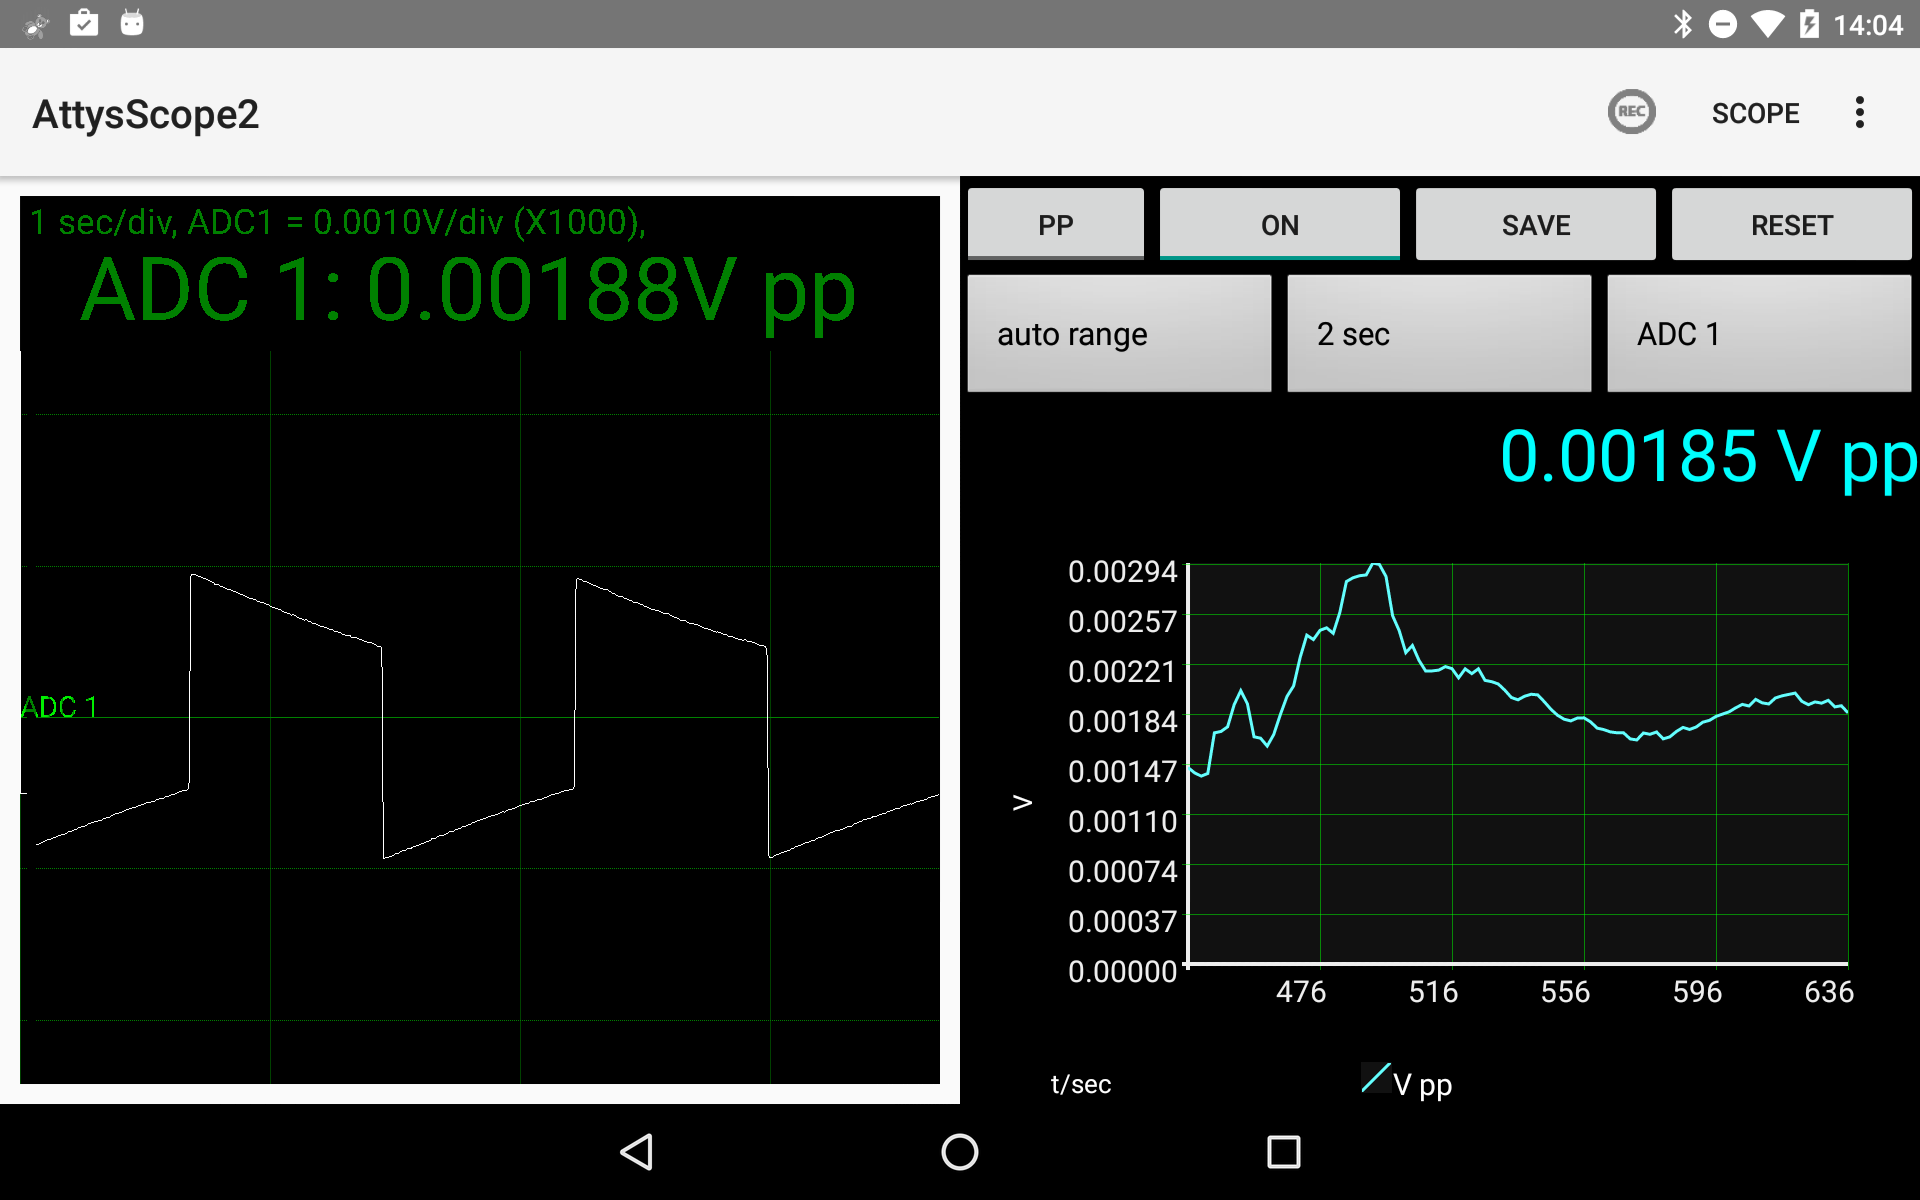 14:04
AttysScope2
REC
SCOPE
1 sec/div, ADC1 = 0.0010V/div (X1000),
ADC 1: 0.00188V pp
ADC 1
PP
ON
SAVE
RESET
auto range
2 sec
ADC 1
0.00185 V pp
0.00294
0.00257
0.00221
0.00184
0.00147
0.00110
0.00074
0.00037
0.00000
V
476 516 556 596 636
t/sec
V pp